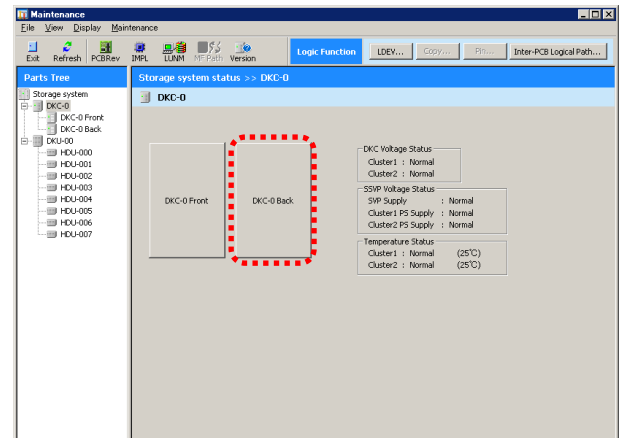 Maintenance
File View Display Maintenance
Exit Refresh PCBRev IMPL LUNM MF Path Version
Logic Function LDEV... Copy... Pin... Inter-PCB Logical Path...
Parts Tree
Storage system status >> DKC-0
Storage system
DKC-0
DKC-0 Front
DKC-0 Back
DKU-00
HDU-000
HDU-001
HDU-002
HDU-003
HDU-004
HDU-005
HDU-006
HDU-007
DKC-0
DKC-0 Front
DKC-0 Back
DKC Voltage Status
Cluster1 : Normal
Cluster2 : Normal
SSVP Voltage Status
SVP Supply : Normal
Cluster1 PS Supply : Normal
Cluster2 PS Supply : Normal
Temperature Status
Cluster1 : Normal (25℃)
Cluster2 : Normal (25℃)